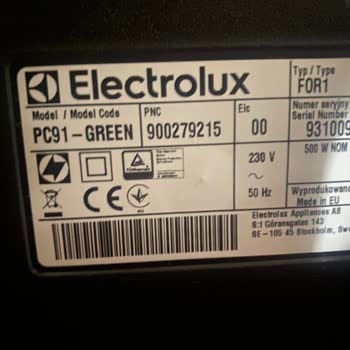 Electrolux
Typ / Type
FOR1
Model / Model Code PNC Elc
PC91-GREEN 900279215 00
Numer seryjny
Serial Number
931009
500 W NOM
230 V
50 Hz
CE
Wyprodukowano
Made in EU
Electrolux Appliances AB
S:t Göransgatan 143
SE-105 45 Stockholm, Swe